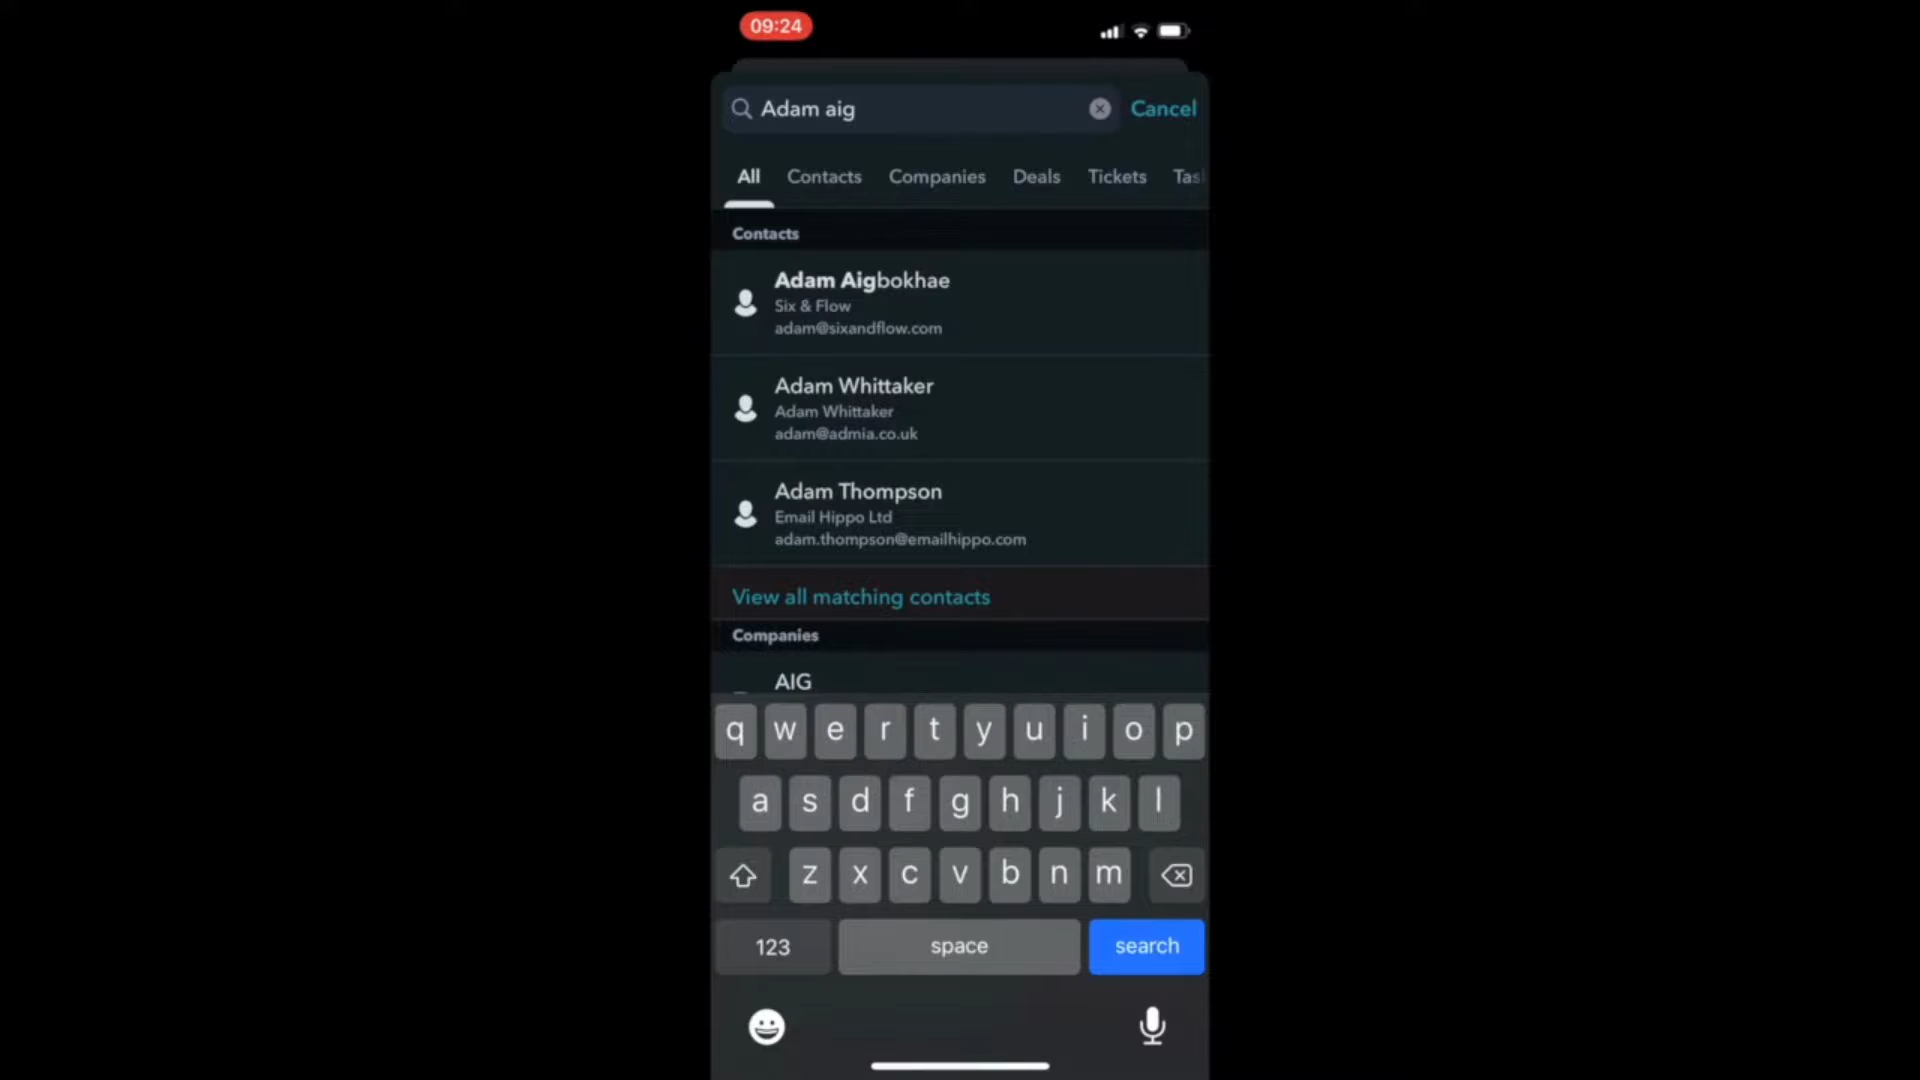 09:24
Adam aig
Cancel
All Contacts Companies Deals Tickets Tas
Contacts
Adam Aigbokhae
Six & Flow
adam@sixandflow.com
Adam Whittaker
Adam Whittaker
adam@admia.co.uk
Adam Thompson
Email Hippo Ltd
adam.thompson@emailhippo.com
View all matching contacts
Companies
AIG
q w e r t y u i o p
a s d f g h j k l
z x c v b n m
123 space search